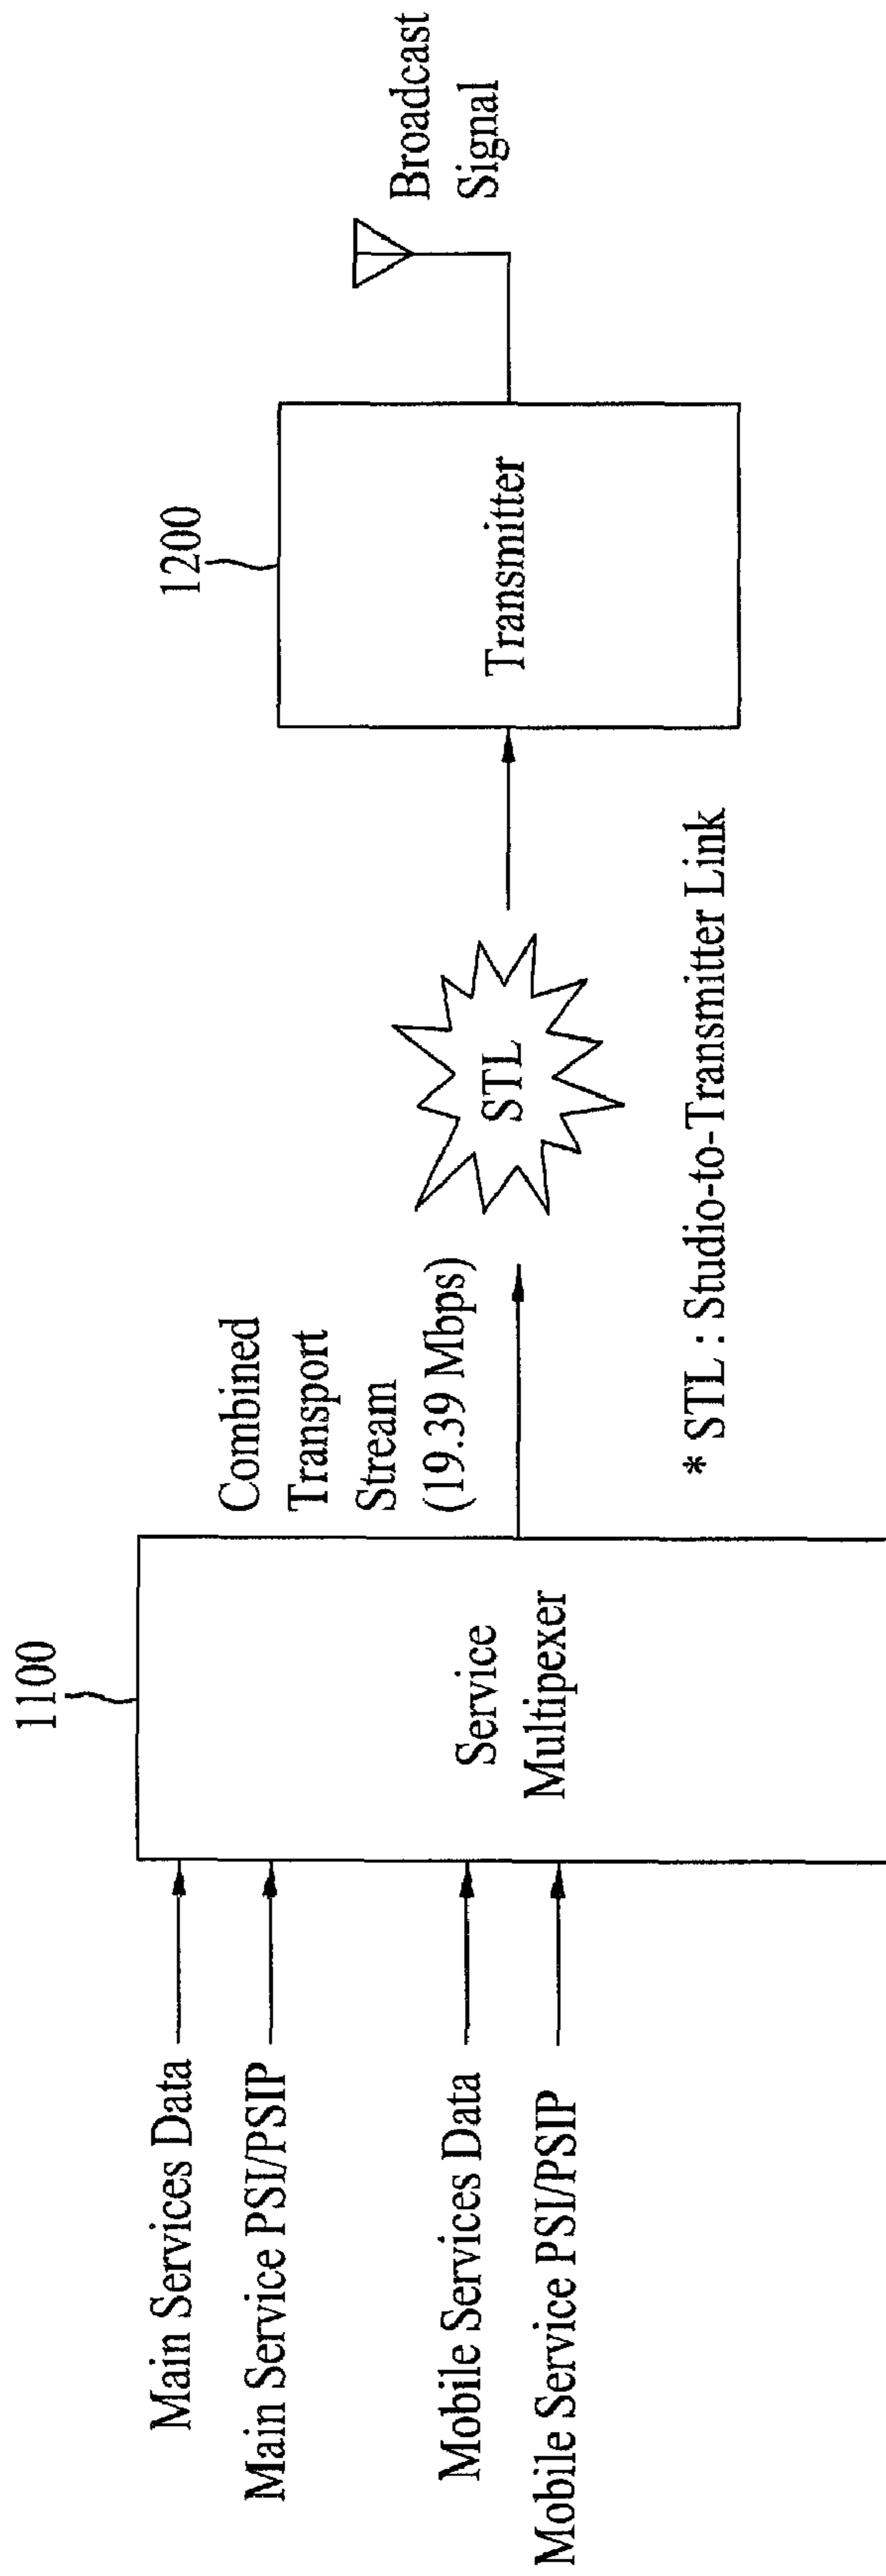 1100
1200
Main Services Data
Main Service PSI/PSIP
Mobile Services Data
Mobile Service PSI/PSIP
Service
Multipexer
Combined
Transport
Stream
(19.39 Mbps)
STL
Transmitter
Broadcast
Signal
* STL : Studio-to-Transmitter Link